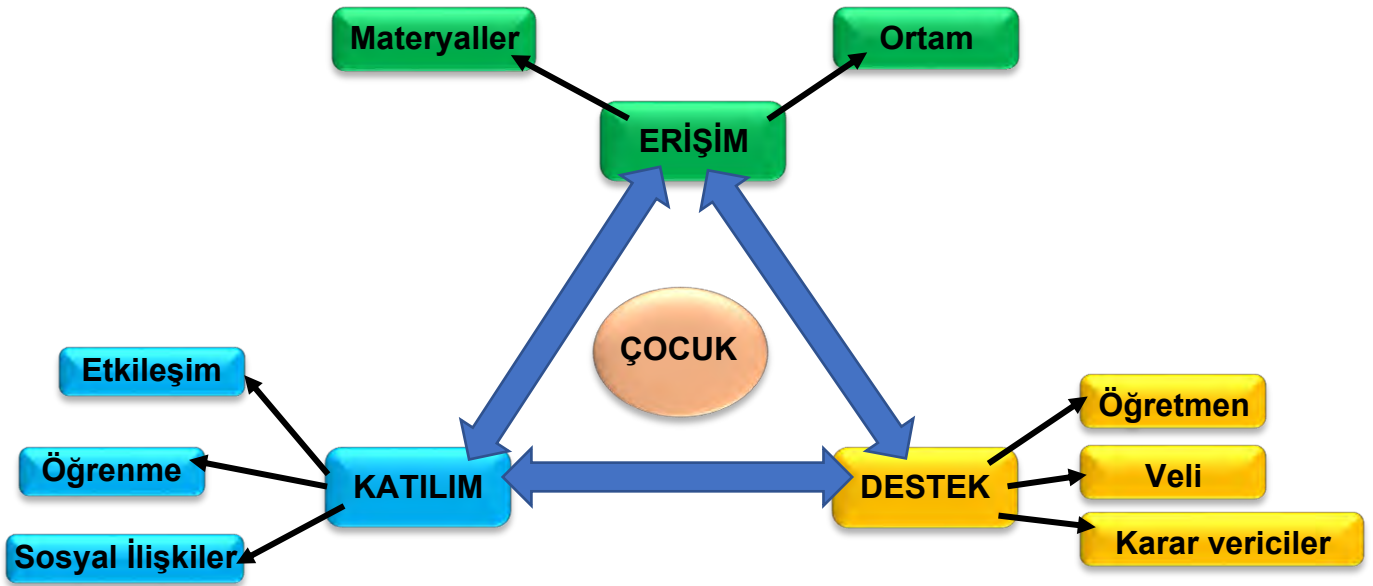 Materyaller
Ortam
ERİŞİM
ÇOCUK
Etkileşim
Öğrenme
Sosyal İlişkiler
KATILIM
DESTEK
Öğretmen
Veli
Karar vericiler